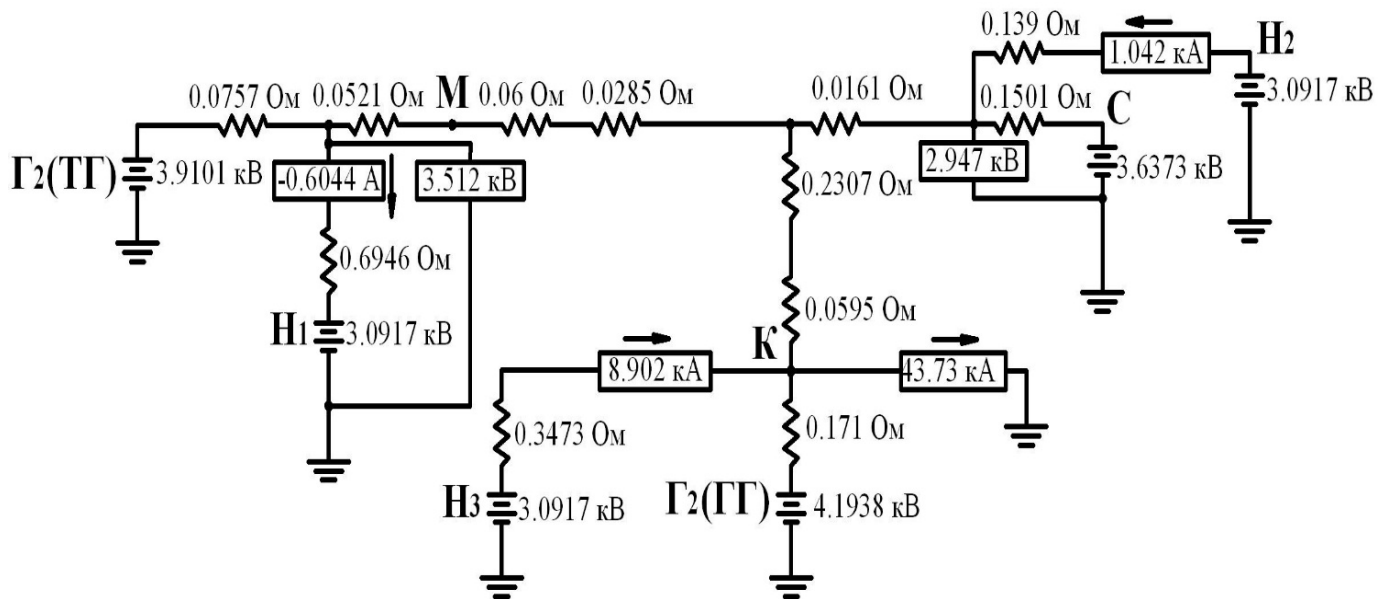 0.139 Ом
1.042 кА
Н2
3.0917 кВ
0.0757 Ом
0.0521 Ом
М
0.06 Ом
0.0285 Ом
0.0161 Ом
0.1501 Ом
С
Г2(ТГ)
3.9101 кВ
-0.6044 А
3.512 кВ
0.2307 Ом
2.947 кВ
3.6373 кВ
0.6946 Ом
Н1
3.0917 кВ
0.0595 Ом
К
8.902 кА
43.73 кА
0.3473 Ом
0.171 Ом
Н3
3.0917 кВ
Г2(ГГ)
4.1938 кВ